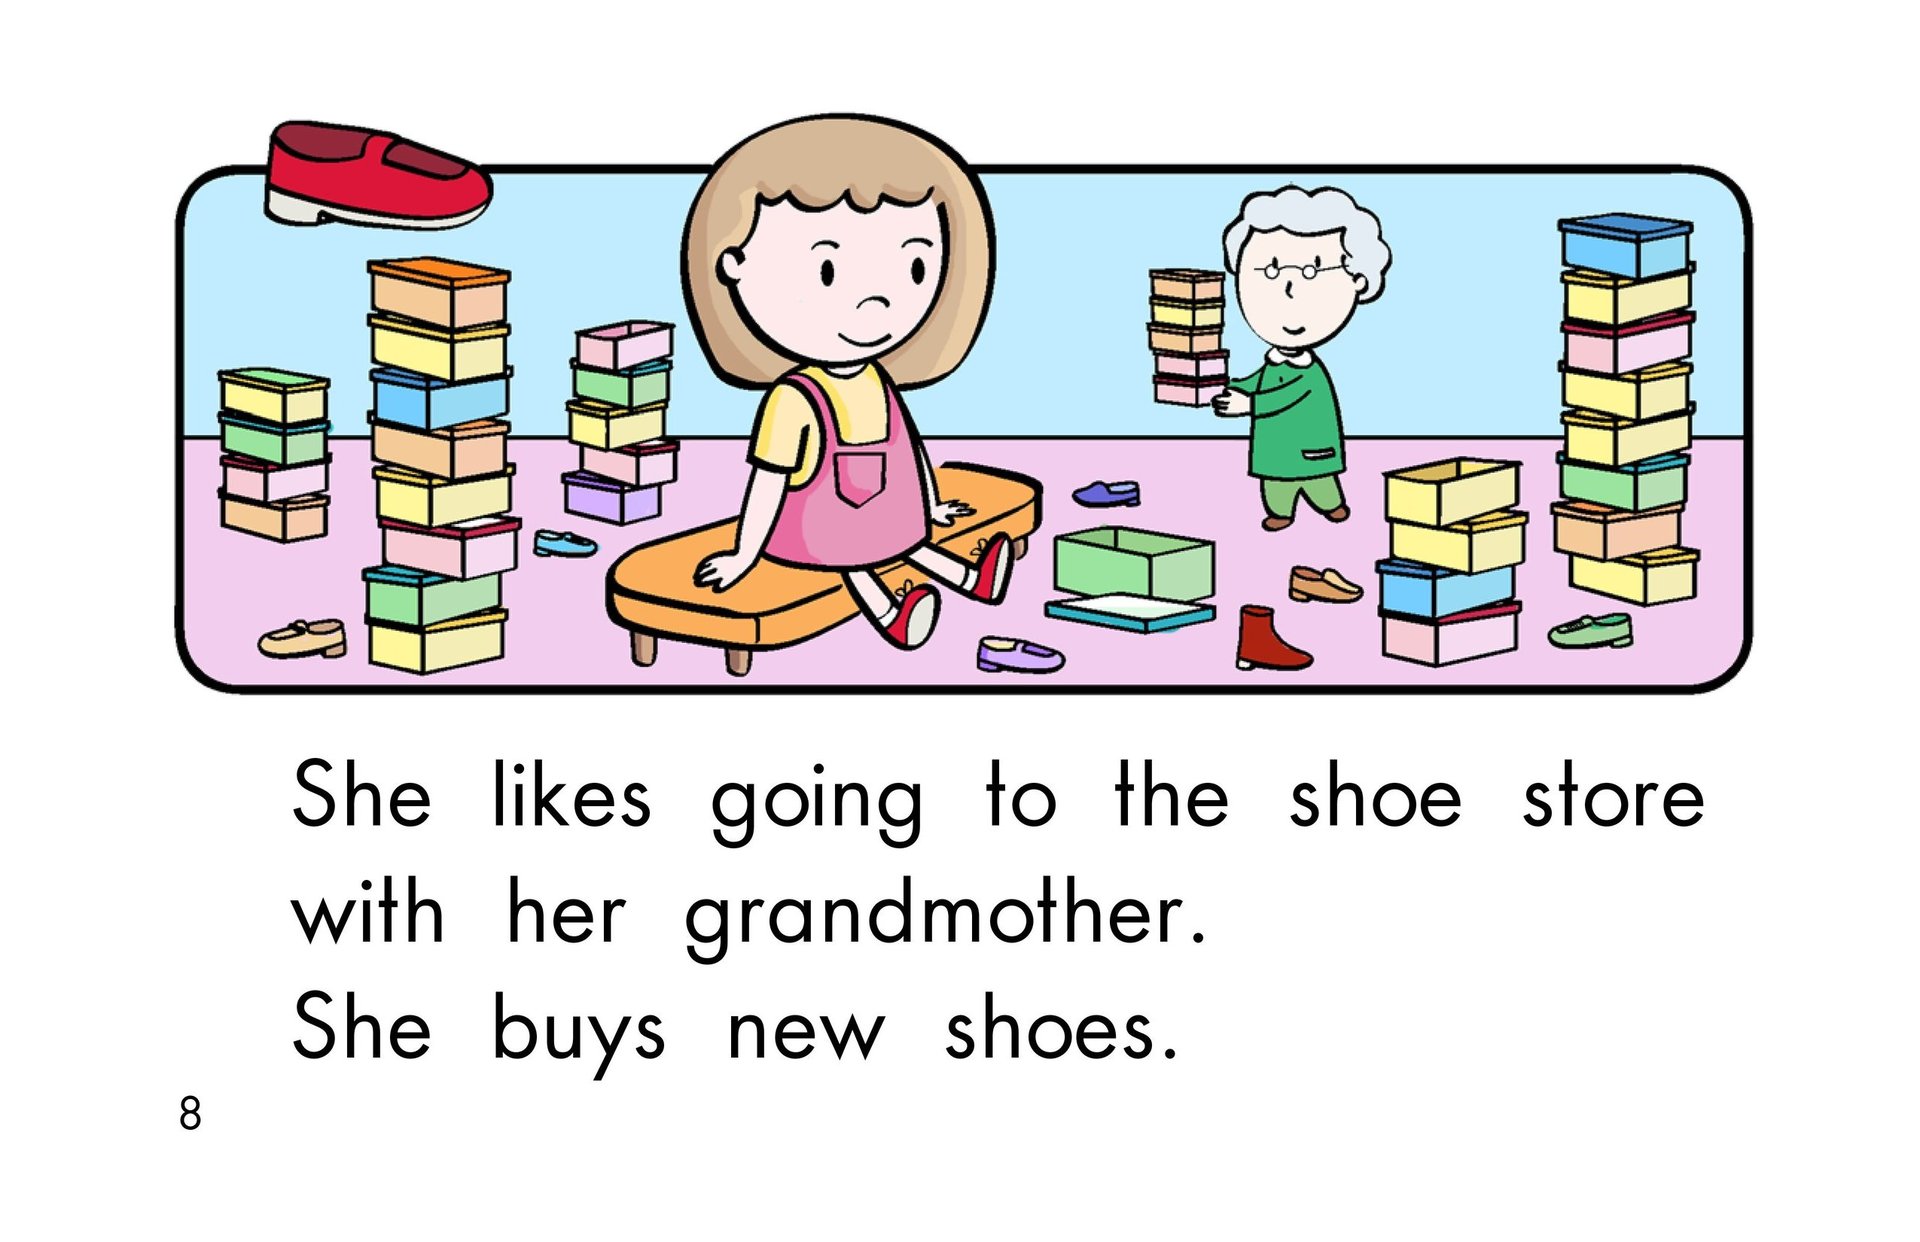 She likes going to the shoe store
with her grandmother.
She buys new shoes.
8